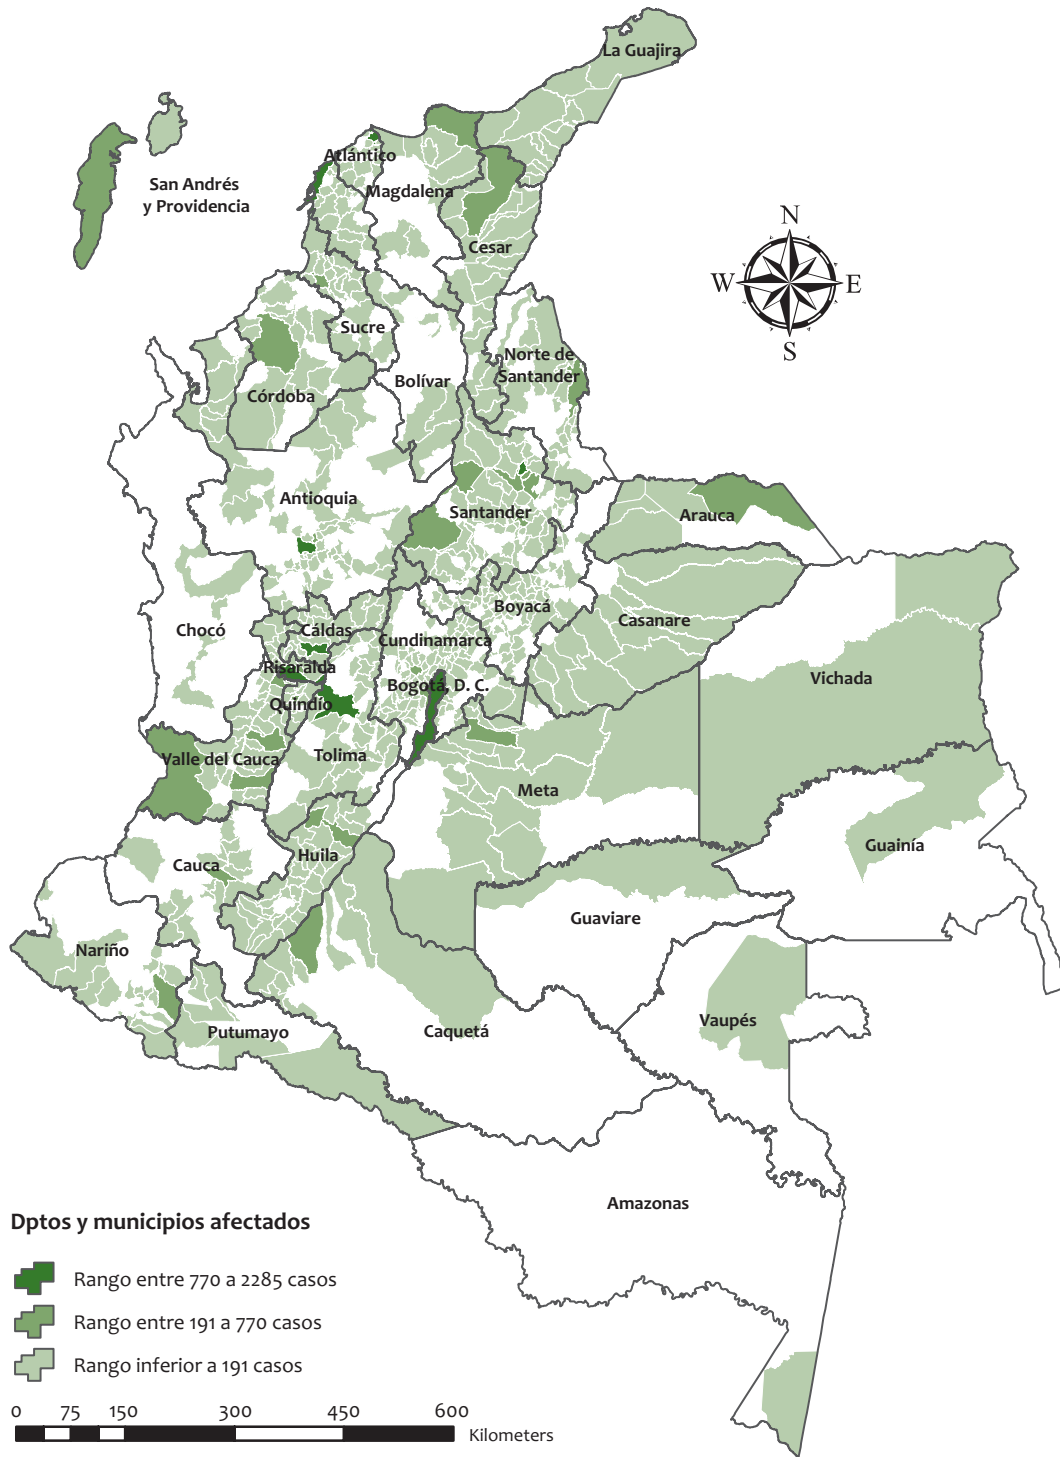 La Guajira
Atlántico
San Andrés
y Providencia
Magdalena
N
Cesar
W
E
S
Sucre
Norte de
Santander
Bolívar
Córdoba
Antioquia
Santander
Arauca
Boyacá
Casanare
Chocó
Cáldas
Cundinamarca
Risaralda
Vichada
Bogotá, D. C.
Quindío
Valle del Cauca
Tolima
Meta
Guainía
Huila
Cauca
Guaviare
Nariño
Vaupés
Putumayo
Caquetá
Amazonas
Dptos y municipios afectados
Rango entre 770 a 2285 casos
Rango entre 191 a 770 casos
Rango inferior a 191 casos
0 75 150 300 450 600
Kilometers